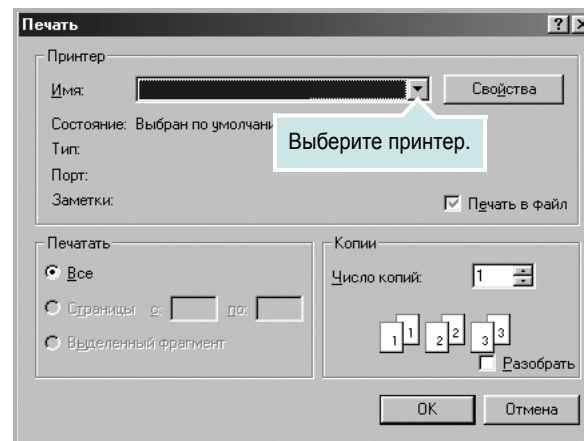 Печать
Принтер
Имя:
Свойства
Состояние: Выбран по
Выберите принтер.
Тип:
Порт:
Заметки:
Печать в файл
Печатать
Все
Страницы с: по:
Выделенный фрагмент
Копии
Число копий: 1
1 1 2 2 3 3
Разобрать
OK
Отмена